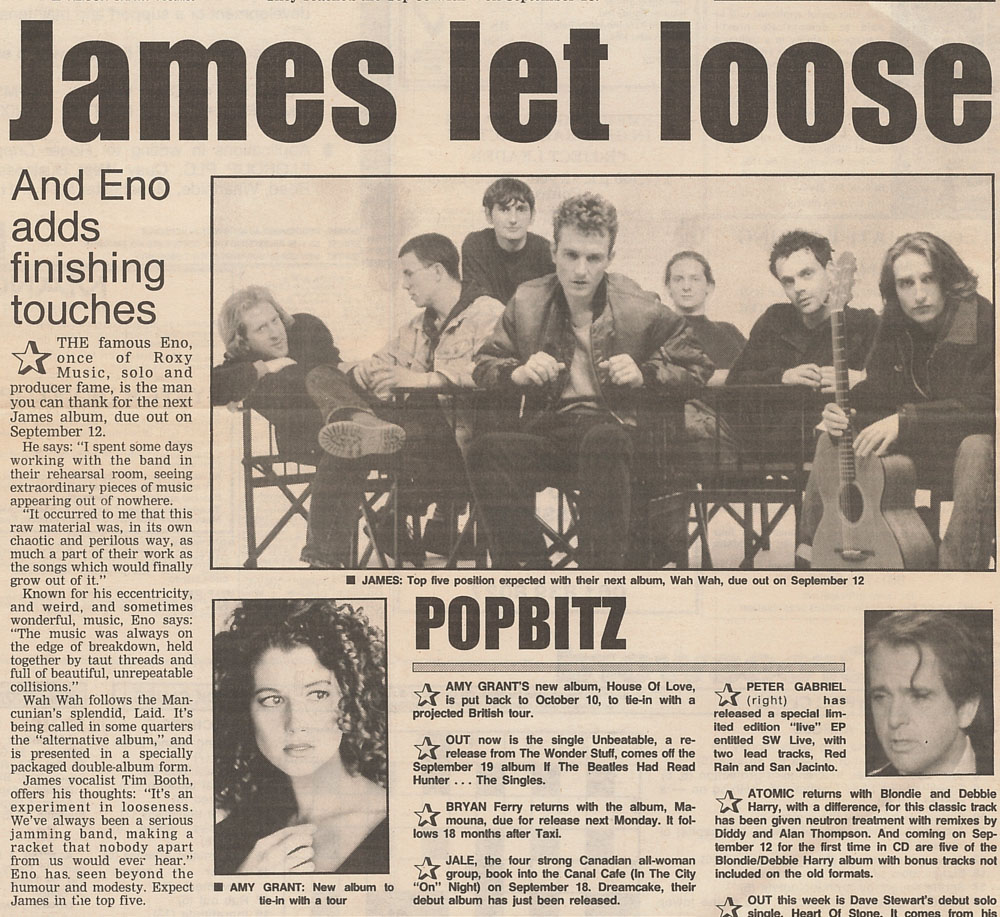 James let loose
And Eno
adds
finishing
touches
THE famous Eno,
once of Roxy
Music, solo and
producer fame, is the man
you can thank for the next
James album, due out on
September 12.
He says: “I spent some days
working with the band in
their rehearsal room, seeing
extraordinary pieces of music
appearing out of nowhere.
“It occurred to me that this
raw material was, in its own
chaotic and perilous way, as
much a part of their work as
the songs which would finally
grow out of it.”
Known for his eccentricity,
and weird, and sometimes
wonderful, music, Eno says:
“The music was always on
the edge of breakdown, held
together by taut threads and
full of beautiful, unrepeatable
collisions.”
Wah Wah follows the Man-
cunian's splendid, Laid. It's
being called in some quarters
the “alternative album,” and
is presented in a specially
packaged double-album form.
James vocalist Tim Booth,
offers his thoughts: “It's an
experiment in looseness.
We've always been a serious
jamming band, making a
racket that nobody apart
from us would ever hear.”
Eno has seen beyond the
humour and modesty. Expect
James in the top five.
■ JAMES: Top five position expected with their next album, Wah Wah, due out on September 12
■ AMY GRANT: New album to
tie-in with a tour
POPBITZ
AMY GRANT'S new album, House Of Love,
is put back to October 10, to tie-in with a
projected British tour.
OUT now is the single Unbeatable, a re-
release from The Wonder Stuff, comes off the
September 19 album If The Beatles Had Read
Hunter . . . The Singles.
BRYAN Ferry returns with the album, Ma-
mouna, due for release next Monday. It fol-
lows 18 months after Taxi.
JALE, the four strong Canadian all-woman
group, book into the Canal Cafe (In The City
“On” Night) on September 18. Dreamcake, their
debut album has just been released.
PETER GABRIEL
(right) has
released a special lim-
ited edition “live” EP
entitled SW Live, with
two lead tracks, Red
Rain and San Jacinto.
ATOMIC returns with Blondie and Debbie
Harry, with a difference, for this classic track
has been given neutron treatment with remixes by
Diddy and Alan Thompson. And coming on Sep-
tember 12 for the first time in CD are five of the
Blondie/Debbie Harry album with bonus tracks not
included on the old formats.
OUT this week is Dave Stewart's debut solo
single, Heart Of Stone. It comes from his